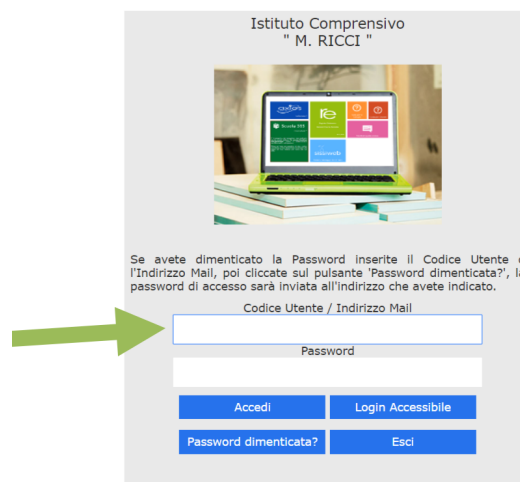 Istituto Comprensivo
" M. RICCI "
re
Se avete dimenticato la Password inserite il Codice Utente
l'Indirizzo Mail, poi cliccate sul pulsante 'Password dimenticata?',
password di accesso sarà inviata all'indirizzo che avete indicato.
Codice Utente / Indirizzo Mail
Password
Accedi
Login Accessibile
Password dimenticata?
Esci